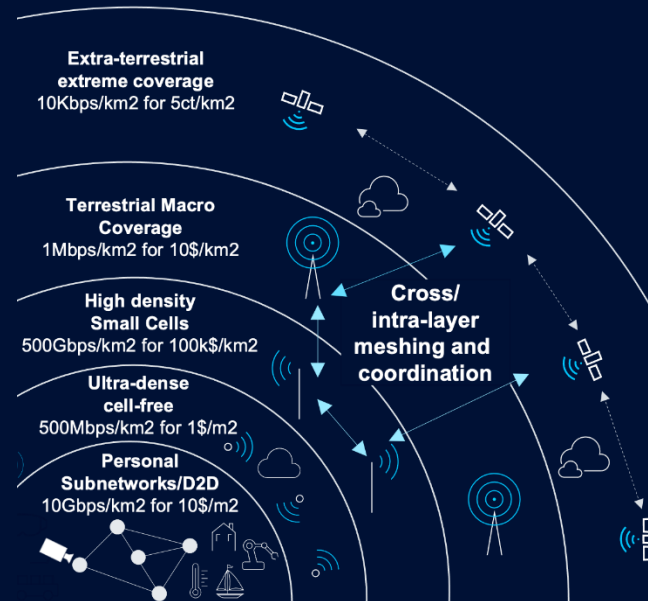 Extra-terrestrial
extreme coverage
10Kbps/km2 for 5ct/km2
Terrestrial Macro
Coverage
1Mbps/km2 for 10$/km2
High density
Small Cells
500Gbps/km2 for 100k$/km2
Cross/
intra-layer
meshing and
coordination
Ultra-dense
cell-free
500Mbps/km2 for 1$/m2
Personal
Subnetworks/D2D
10Gbps/km2 for 10$/m2